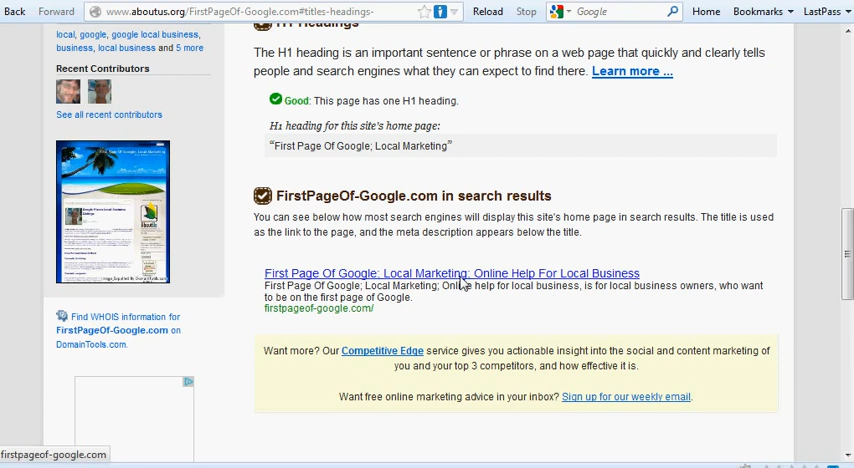 Back
www.aboutus.org/FirstPageOf-Google.com#titles-headings-
Google
Reload
Home
Bookmarks
LastPass
local, google, google local business,
business, local business and 5 more
Recent Contributors
See all recent contributors
Find WHOIS information for
FirstPageOf-Google.com on
DomainTools.com.
H1 Headings
The H1 heading is an important sentence or phrase on a web page that quickly and clearly tells
people and search engines what they can expect to find there. Learn more ...
Good: This page has one H1 heading.
H1 heading for this site's home page:
“First Page Of Google; Local Marketing”
FirstPageOf-Google.com in search results
You can see below how most search engines will display this site's home page in search results. The title is used
as the link to the page, and the meta description appears below the title.
First Page Of Google; Local Marketing; Online Help For Local Business
First Page Of Google; Local Marketing; Online help for local business, is for local business owners, who want
to be on the first page of Google.
firstpageof-google.com/
Want more? Our Competitive Edge service gives you actionable insight into the social and content marketing of
you and your top 3 competitors, and how effective it is.
Want free online marketing advice in your inbox? Sign up for our weekly email.
firstpageof-google.com/